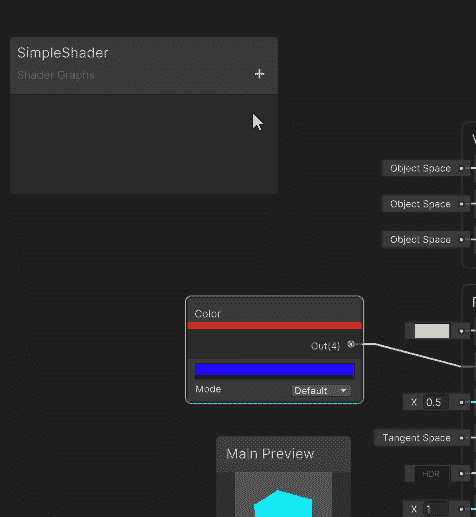 SimpleShader
Shader Graphs
+
V
Object Space
Object Space
Object Space
Color
F
Out(4)
Mode Default
X 0.5
Tangent Space
Main Preview
HDR
X 1